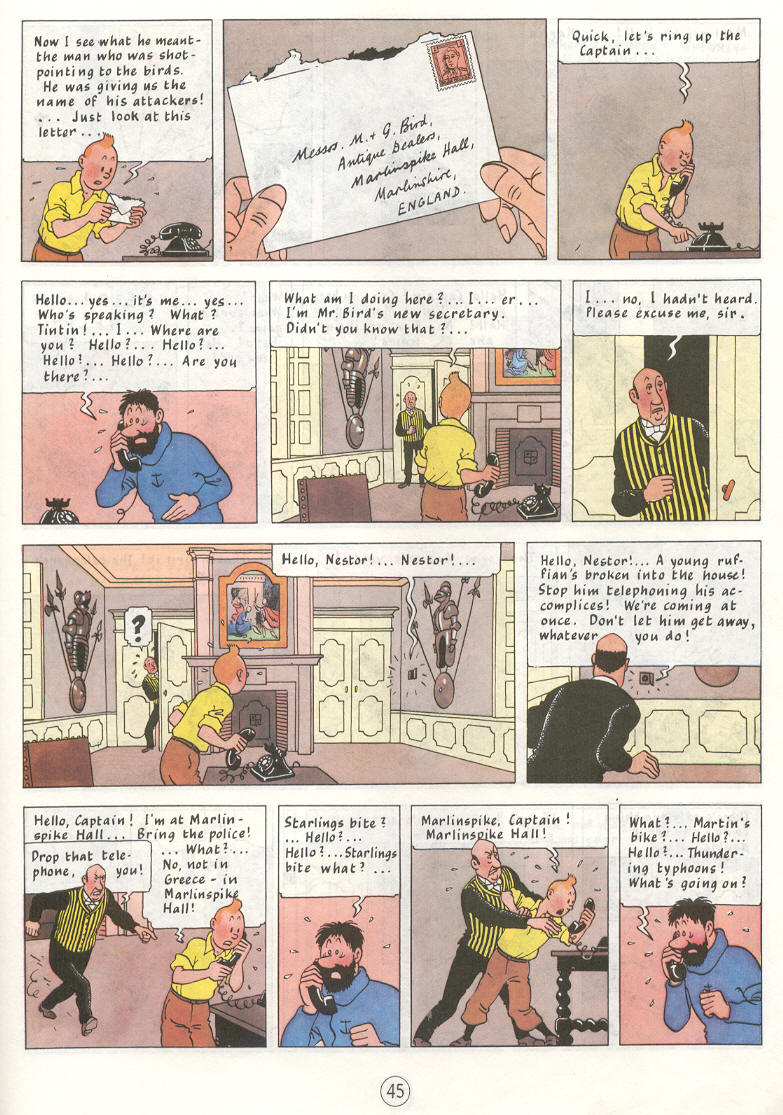 Now I see what he meant-
the man who was shot-
pointing to the birds.
He was giving us the
name of his attackers!
... Just look at this
letter...
Messrs. M. + G. Bird,
Antique Dealers,
Marlinspike Hall,
Marlinshire,
ENGLAND.
Quick, let's ring up the
Captain...
Hello... yes... it's me... yes...
Who's speaking? What?
Tintin!... I... Where are
you? Hello?... Hello?...
Hello?... Hello?... Are you
there?...
What am I doing here?... I... er...
I'm Mr. Bird's new secretary.
Didn't you know that?...
I... no, I hadn't heard.
Please excuse me, sir.
?
Hello, Nestor!... Nestor!...
Hello, Nestor!... A young ruf-
fian's broken into the house!
Stop him telephoning his ac-
complices! We're coming at
once. Don't let him get away,
whatever you do!
Hello, Captain! I'm at Marlin-
spike Hall... Bring the police!
... What?...
No, not in
Greece - in
Marlinspike
Hall!
Drop that tele-
phone, you!
Starlings bite?
... Hello?...
Hello?... Starlings
bite what? ...
Marlinspike, Captain!
Marlinspike Hall!
What?... Martin's
bike?... Hello?...
Hello?... Thunder-
ing typhoons!
What's going on?
45